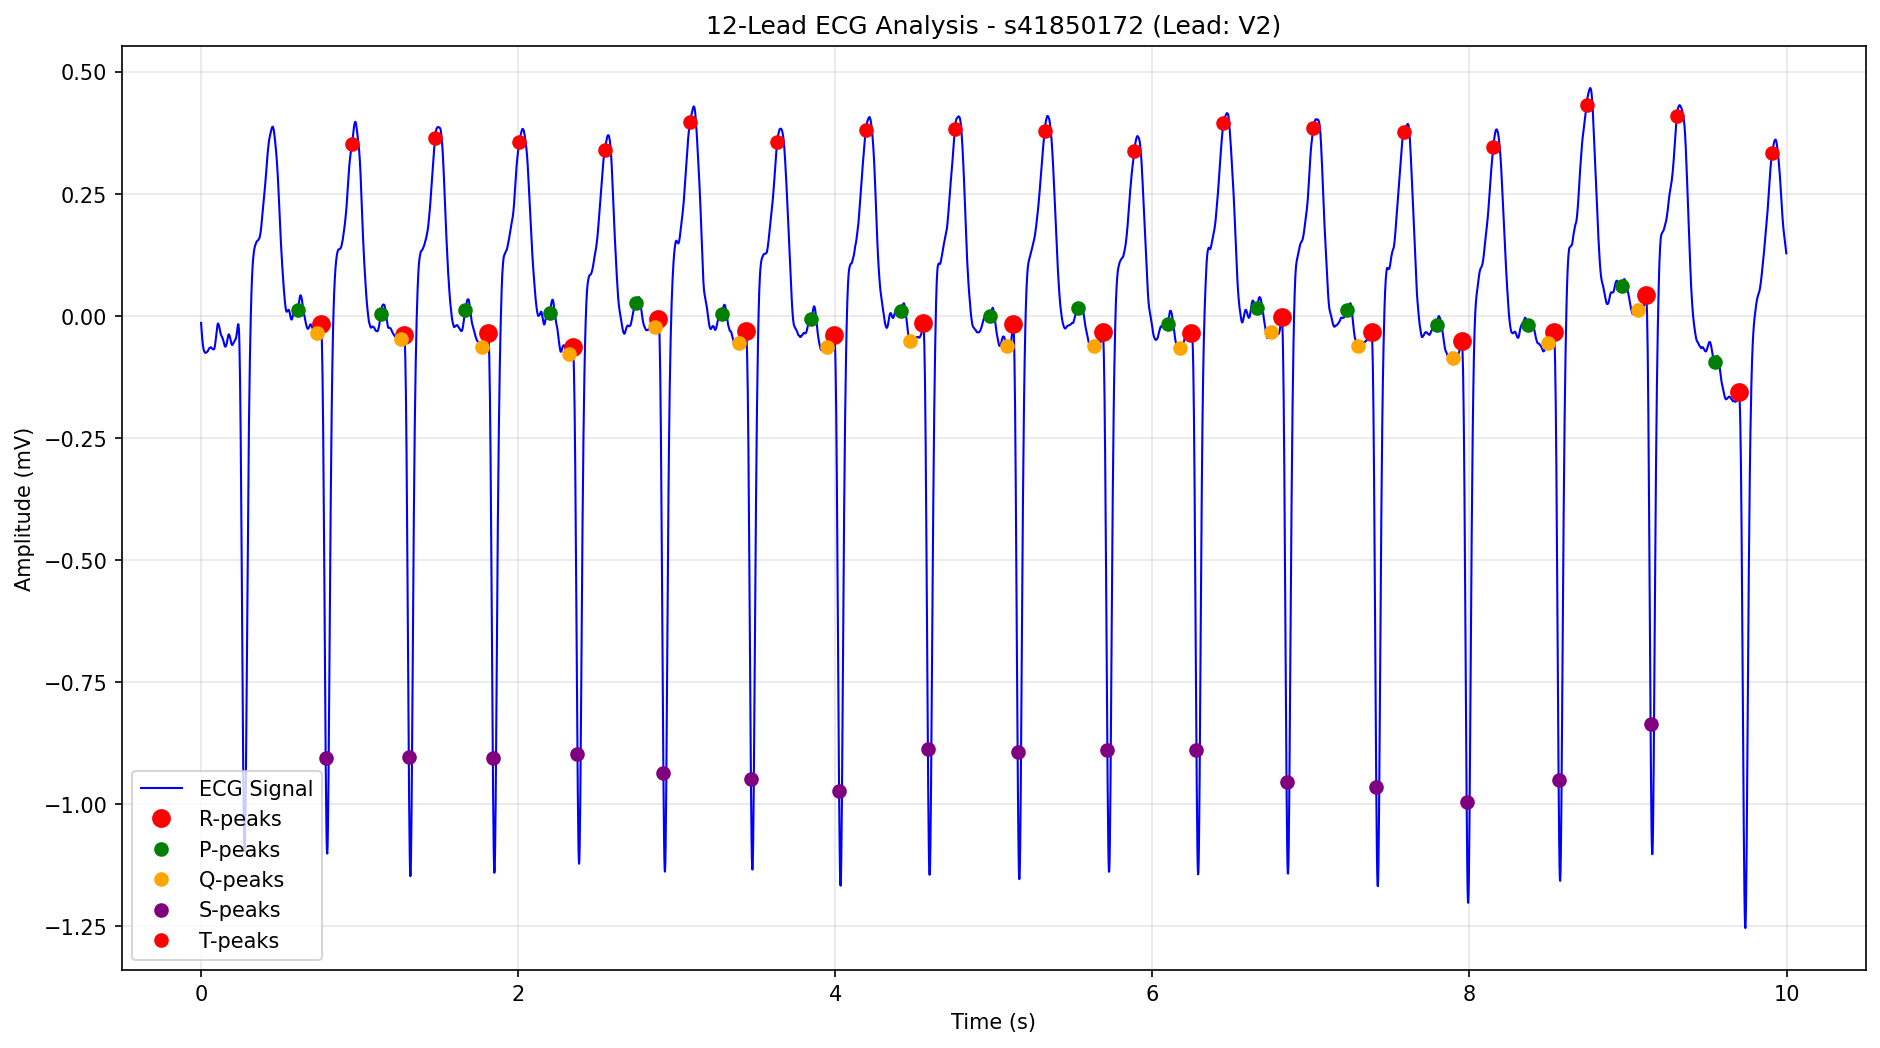 12-Lead ECG Analysis - s41850172 (Lead: V2)
Amplitude (mV)
0.50
0.25
0.00
−0.25
−0.50
−0.75
−1.00
−1.25
ECG Signal
R-peaks
P-peaks
Q-peaks
S-peaks
T-peaks
0 2 4 6 8 10
Time (s)